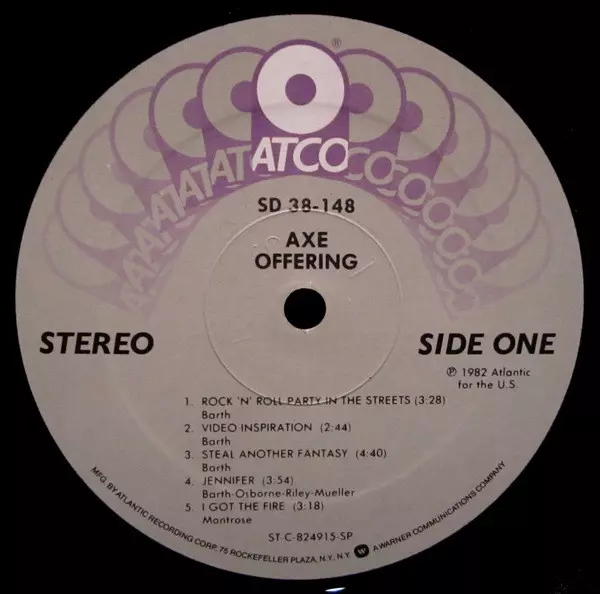 ATCO
®
SD 38-148
AXE
OFFERING
STEREO
SIDE ONE
℗ 1982 Atlantic
for the U.S.
1. ROCK 'N' ROLL PARTY IN THE STREETS (3:28)
Barth
2. VIDEO INSPIRATION (2:44)
Barth
3. STEAL ANOTHER FANTASY (4:40)
Barth
4. JENNIFER (3:54)
Barth-Osborne-Riley-Mueller
5. I GOT THE FIRE (3:18)
Montrose
ST-C-824915-SP
MFG. BY ATLANTIC RECORDING CORP. 75 ROCKEFELLER PLAZA, N.Y. N.Y. W A WARNER COMMUNICATIONS COMPANY